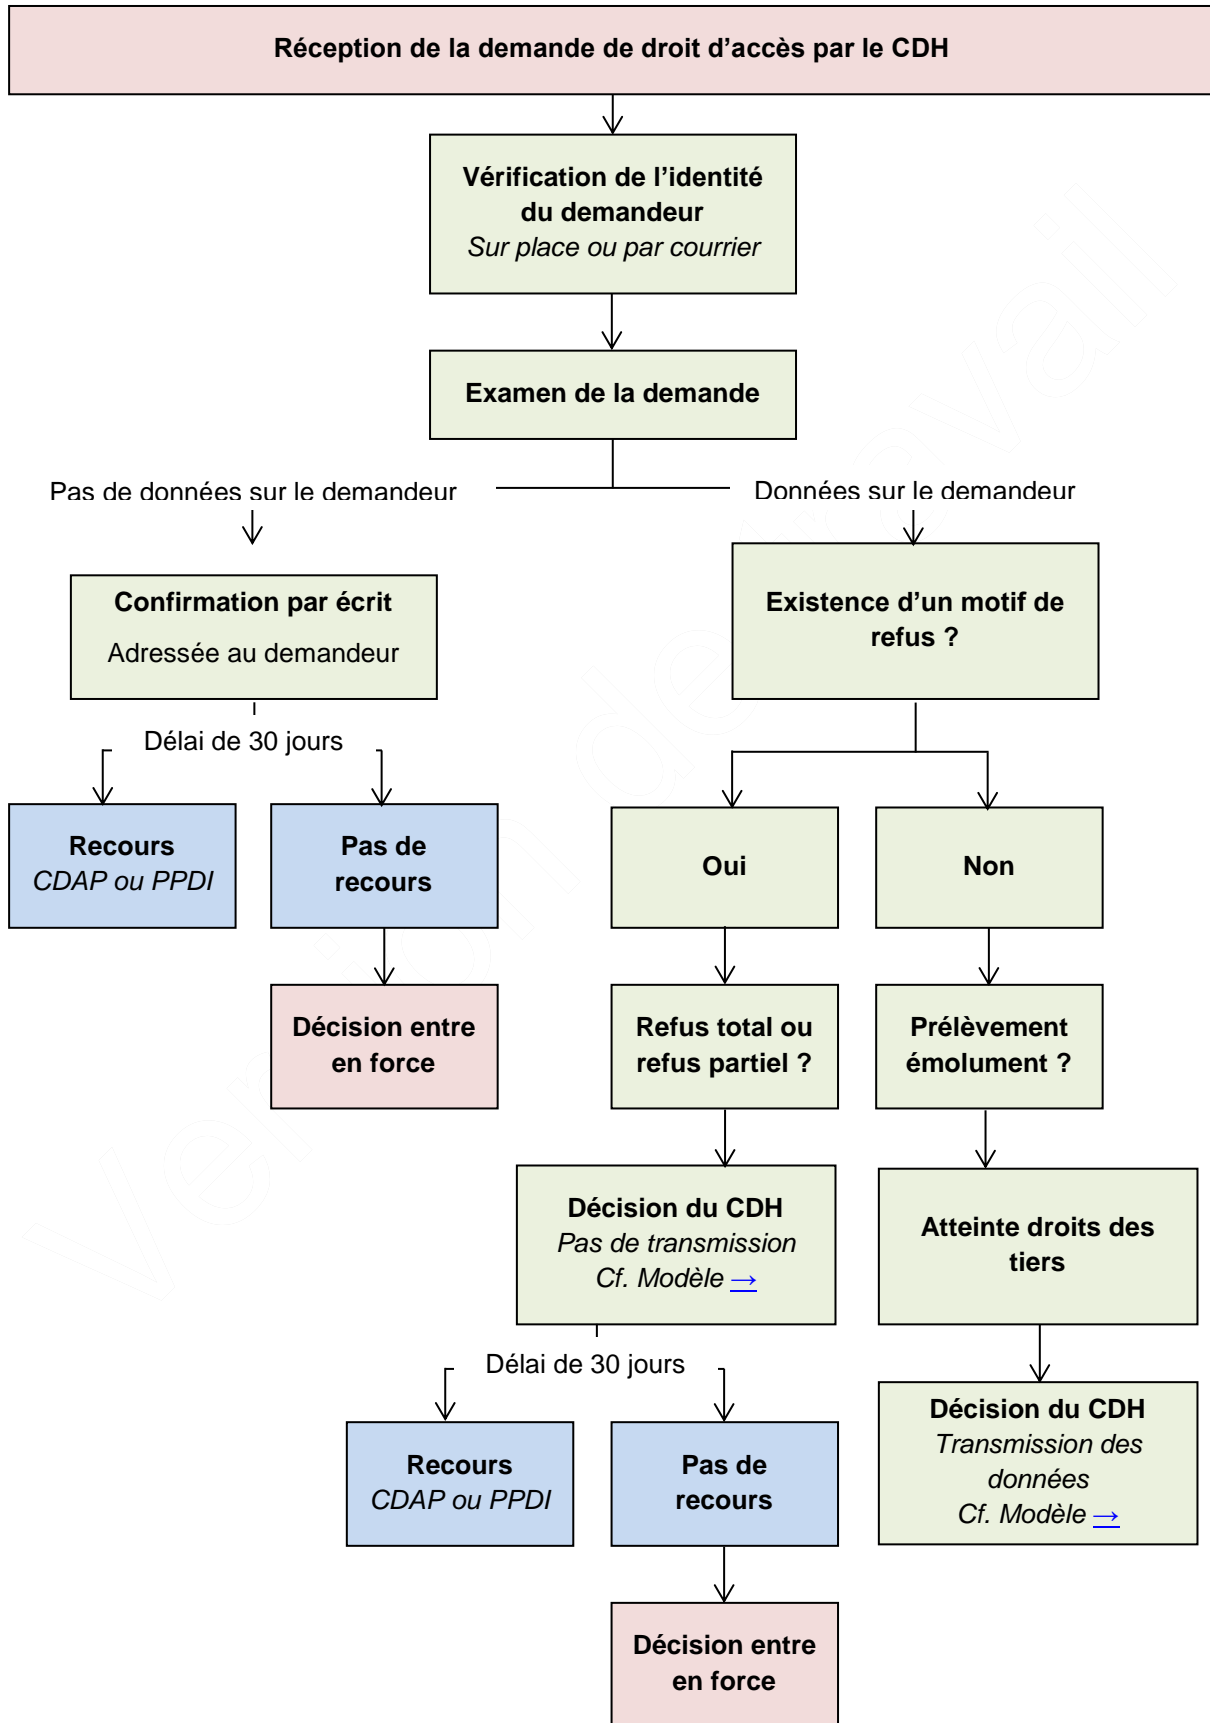 Réception de la demande de droit d’accès par le CDH
Vérification de l’identité
du demandeur
Sur place ou par courrier
Examen de la demande
Pas de données sur le demandeur
Données sur le demandeur
Confirmation par écrit
Adressée au demandeur
Existence d’un motif de
refus ?
Délai de 30 jours
Recours
CDAP ou PPDI
Pas de
recours
Oui
Non
Décision entre
en force
Refus total ou
refus partiel ?
Prélèvement
émolument ?
Décision du CDH
Pas de transmission
Cf. Modèle →
Atteinte droits des
tiers
Délai de 30 jours
Recours
CDAP ou PPDI
Pas de
recours
Décision du CDH
Transmission des
données
Cf. Modèle →
Décision entre
en force
Version de travail